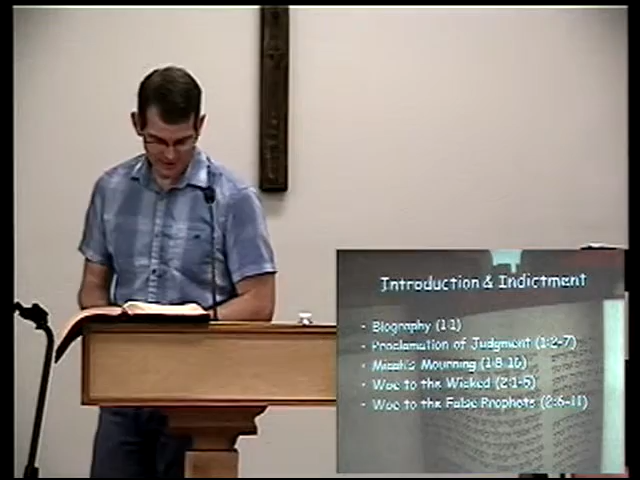 Introduction & Indictment
- Biography (1:1)
- Proclamation of Judgment (1:2-7)
- Micah's Mourning (1:8-16)
- Woe to the Wicked (2:1-5)
- Woe to the False Prophets (2:6-11)